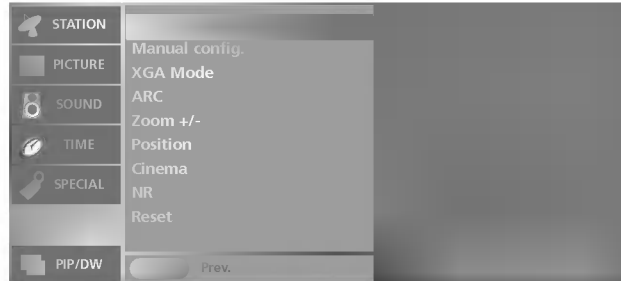 STATION
PICTURE
SOUND
TIME
SPECIAL
PIP/DW
Manual config.
XGA Mode
ARC
Zoom +/-
Position
Cinema
NR
Reset
Prev.